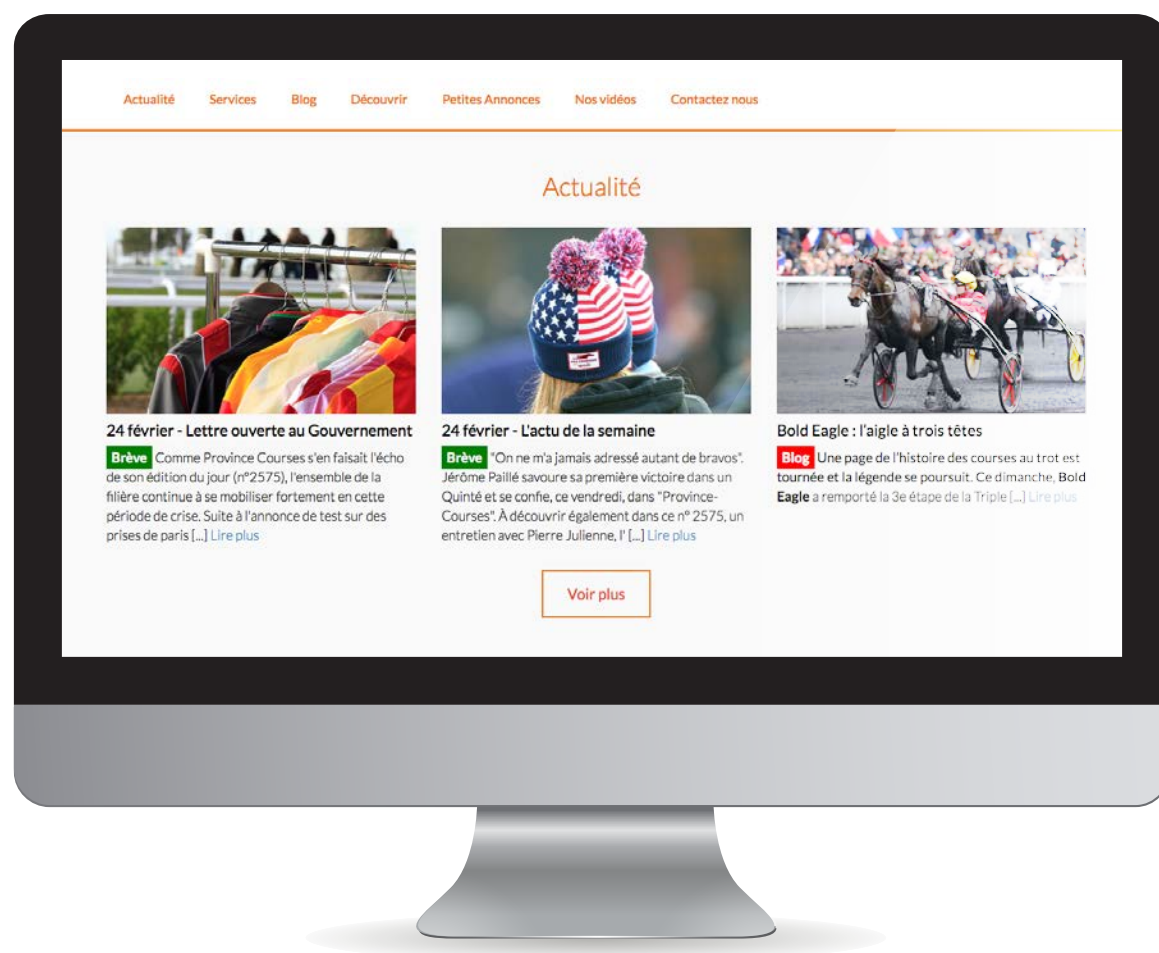 Actualité Services Blog Découvrir Petites Annonces Nos vidéos Contactez nous
Actualité
24 février - Lettre ouverte au Gouvernement
Brève Comme Province Courses s'en faisait l'écho
de son édition du jour (n°2575), l'ensemble de la
filière continue à se mobiliser fortement en cette
période de crise. Suite à l'annonce de test sur des
prises de paris [...] Lire plus
24 février - L'actu de la semaine
Brève "On ne m'a jamais adressé autant de bravos".
Jérôme Paillé savoure sa première victoire dans un
Quinté et se confie, ce vendredi, dans "Province-
Courses". À découvrir également dans ce n° 2575, un
entretien avec Pierre Julienne, l' [...] Lire plus
Bold Eagle : l'aigle à trois têtes
Blog Une page de l'histoire des courses au trot est
tournée et la légende se poursuit. Ce dimanche, Bold
Eagle a remporté la 3e étape de la Triple [...] Lire plus
Voir plus